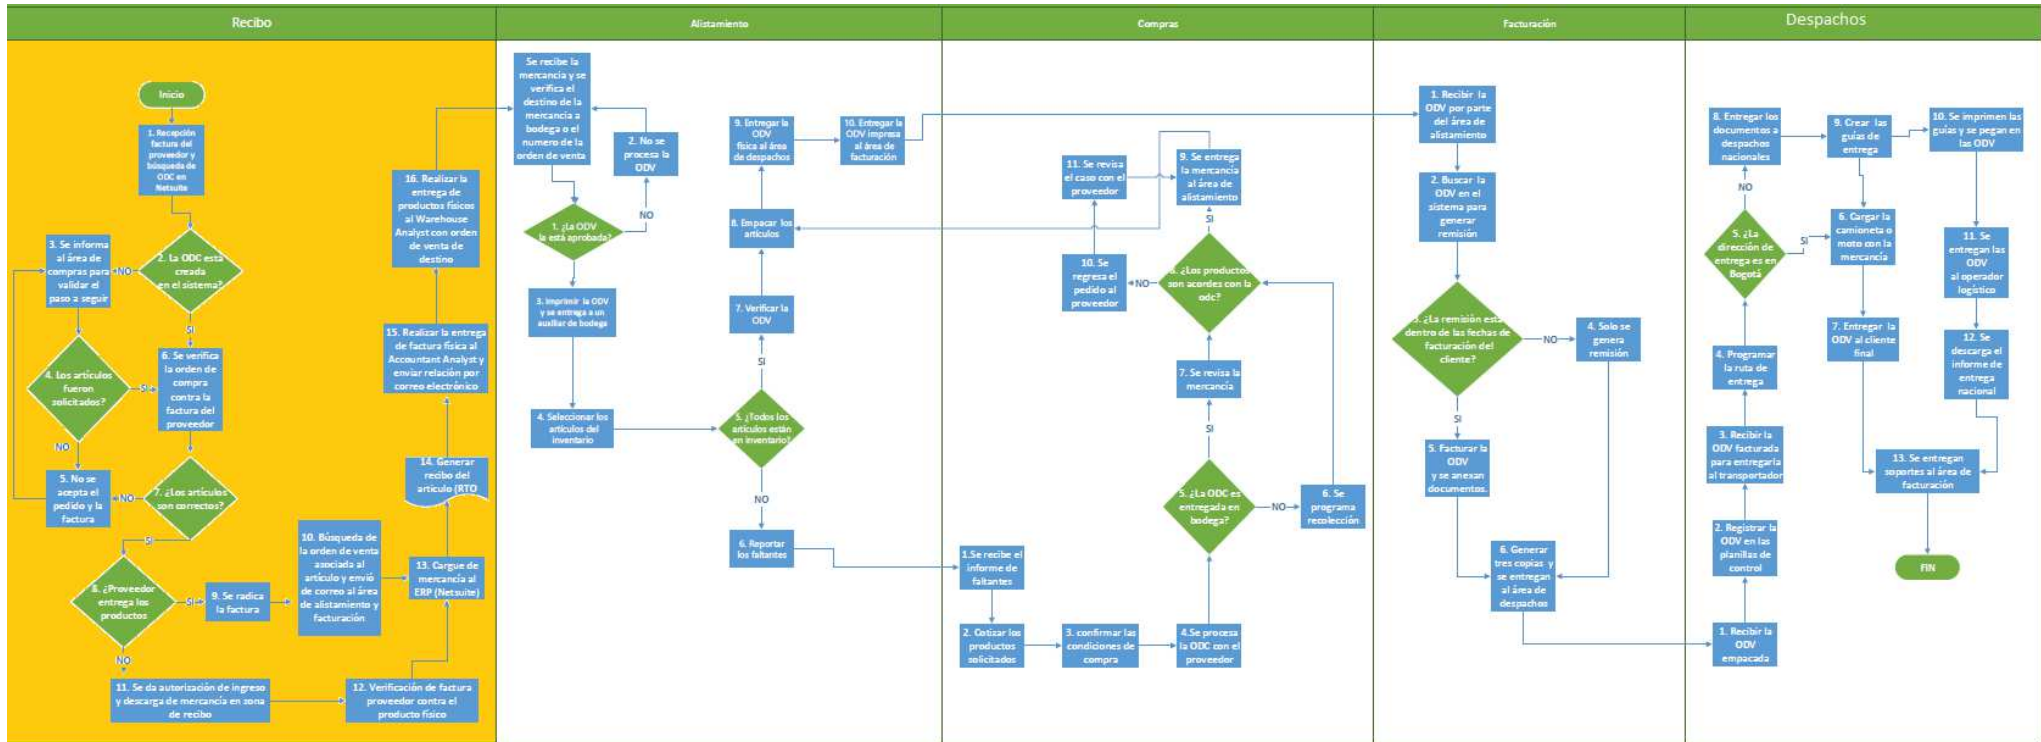 Recibo
Alistamiento
Compras
Facturación
Despachos
Inicio
1. Recepción
factura del
proveedor y
búsqueda de
ODC en
Netsuite
2. La ODC está
creada
en el sistema?
NO
3. Se informa
al área de
compras para
validar el
paso a seguir
SI
4. Los artículos
fueron
solicitados?
SI
6. Se verifica
la orden de
compra
contra la
factura del
proveedor
NO
5. No se
acepta el
pedido y la
factura
NO
7. ¿Los artículos
son correctos?
SI
8. ¿Proveedor
entrega los
productos
SI
9. Se radica
la factura
10. Búsqueda de
la orden de venta
asociada al
artículo y envió
de correo al área
de alistamiento y
facturación
NO
11. Se da autorización de ingreso
y descarga de mercancía en zona
de recibo
12. Verificación de factura
proveedor contra el
producto físico
13. Cargue de
mercancía al
ERP (Netsuite)
14. Generar
recibo del
artículo (RTO
15. Realizar la entrega
de factura física al
Accountant Analyst y
enviar relación por
correo electrónico
16. Realizar la
entrega de
productos físicos
al Warehouse
Analyst con orden
de venta de
destino
Se recibe la
mercancía y se
verifica el
destino de la
mercancía a
bodega o el
numero de la
orden de venta
1. ¿La ODV
la está aprobada?
NO
2. No se
procesa la
ODV
3. Imprimir la ODV
y se entrega a un
auxiliar de bodega
4. Seleccionar los
artículos del
inventario
5. ¿Todos los
artículos están
en inventario?
SI
NO
6. Reportar
los faltantes
7. Verificar la
ODV
8. Empacar los
artículos
9. Entregar la
ODV
física al área
de despachos
10. Entregar la
ODV impresa
al área de
facturación
1.Se recibe el
informe de
faltantes
2. Cotizar los
productos
solicitados
3. confirmar las
condiciones de
compra
4.Se procesa
la ODC con el
proveedor
5. ¿La ODC es
entregada en
bodega?
NO
6. Se
programa
recolección
SI
7. Se revisa la
mercancía
¿Los productos
son acordes con la
odc?
SI
NO
9. Se entrega
la mercancía
al área de
alistamiento
10. Se
regresa el
pedido al
proveedor
11. Se revisa
el caso con el
proveedor
1. Recibir la
ODV por parte
del área de
alistamiento
2. Buscar la
ODV en el
sistema para
generar
remisión
¿La remisión está
dentro de las fechas de
facturación del
cliente?
NO
4. Solo se
genera
remisión
SI
5. Facturar la
ODV
y se anexan
documentos.
6. Generar
tres copias y
se entregan
al área de
despachos
1. Recibir la
ODV
empacada
2. Registrar la
ODV en las
planillas de
control
3. Recibir la
ODV facturada
para entregarla
al transportador
4. Programar
la ruta de
entrega
5. ¿La
dirección de
entrega es en
Bogotá
SI
NO
6. Cargar la
camioneta o
moto con la
mercancía
7. Entregar la
ODV al cliente
final
8. Entregar los
documentos a
despachos
nacionales
9. Crear las
guías de
entrega
10. Se imprimen las
guías y se pegan en
las ODV
11. Se
entregan las
ODV
al operador
logístico
12. Se
descarga el
informe de
entrega
nacional
13. Se entregan
soportes al área de
facturación
FIN